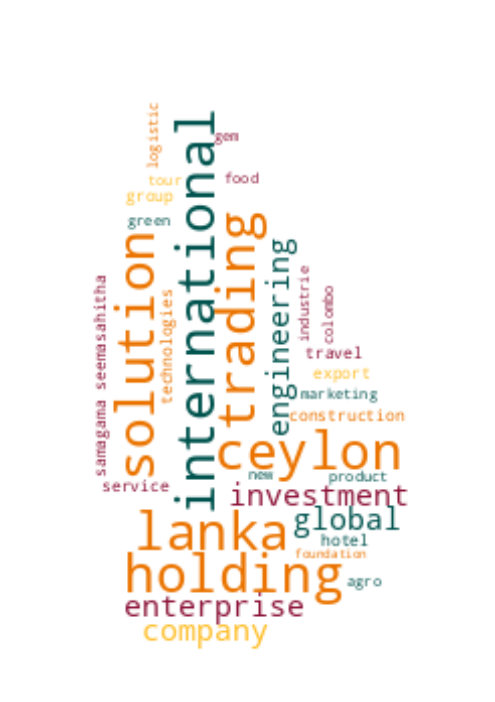 logistic
international
gem
tour
food
group
trading
green
solution
engineering
industrie
samagama seemasahitha
colombo
technologies
travel
export
marketing
construction
ceylon
new
product
service
investment
lanka
global
hotel
foundation
holding
agro
enterprise
company